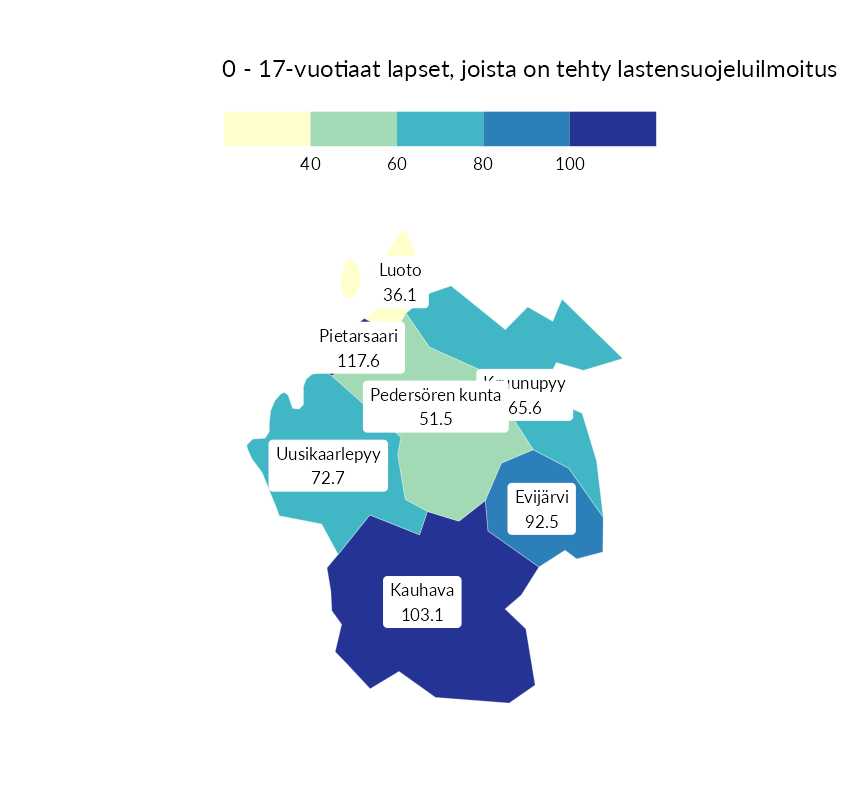 0 - 17-vuotiaat lapset, joista on tehty lastensuojeluilmoitus
40 60 80 100
Luoto
36.1
Pietarsaari
117.6
Kruunupyy
65.6
Pedersören kunta
51.5
Uusikaarlepyy
72.7
Evijärvi
92.5
Kauhava
103.1